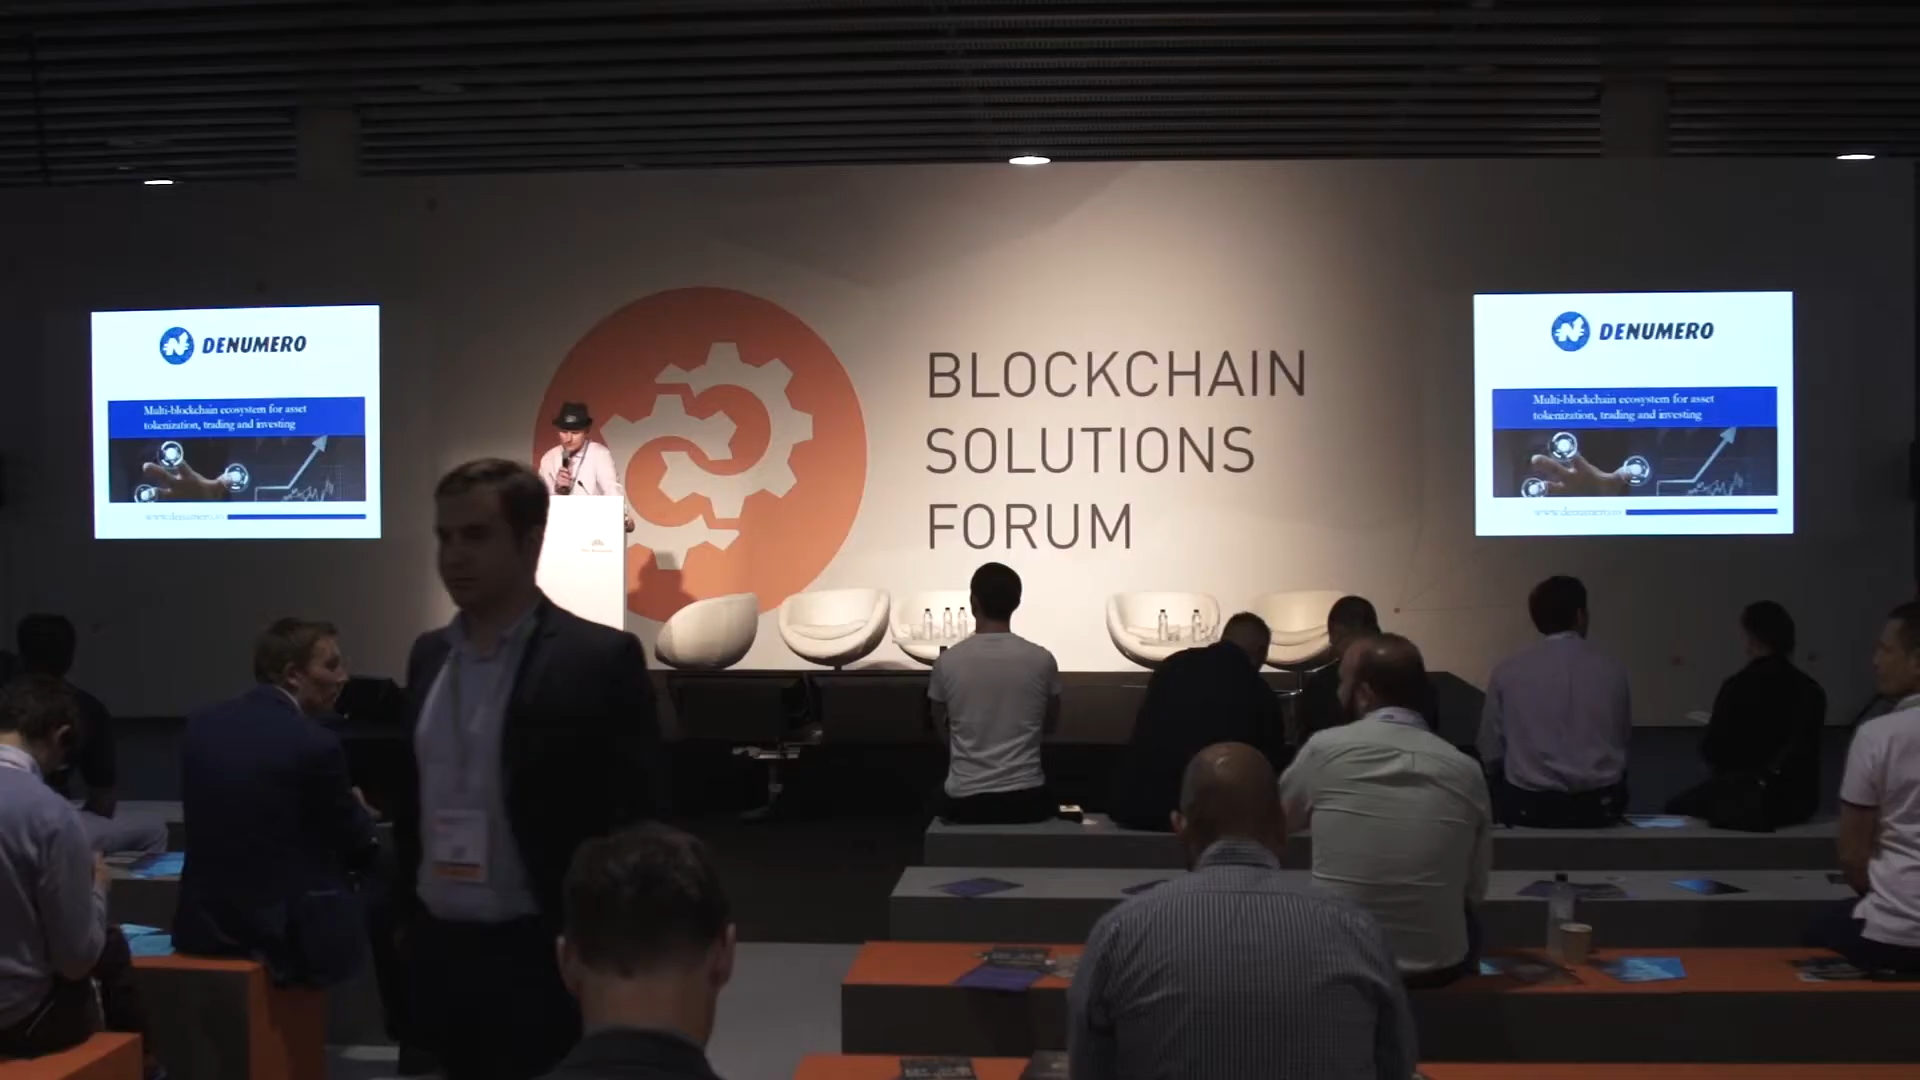 DENUMERO
Multi-blockchain ecosystem for asset
tokenization, trading and investing
BLOCKCHAIN
SOLUTIONS
FORUM
DENUMERO
Multi-blockchain ecosystem for asset
tokenization, trading and investing